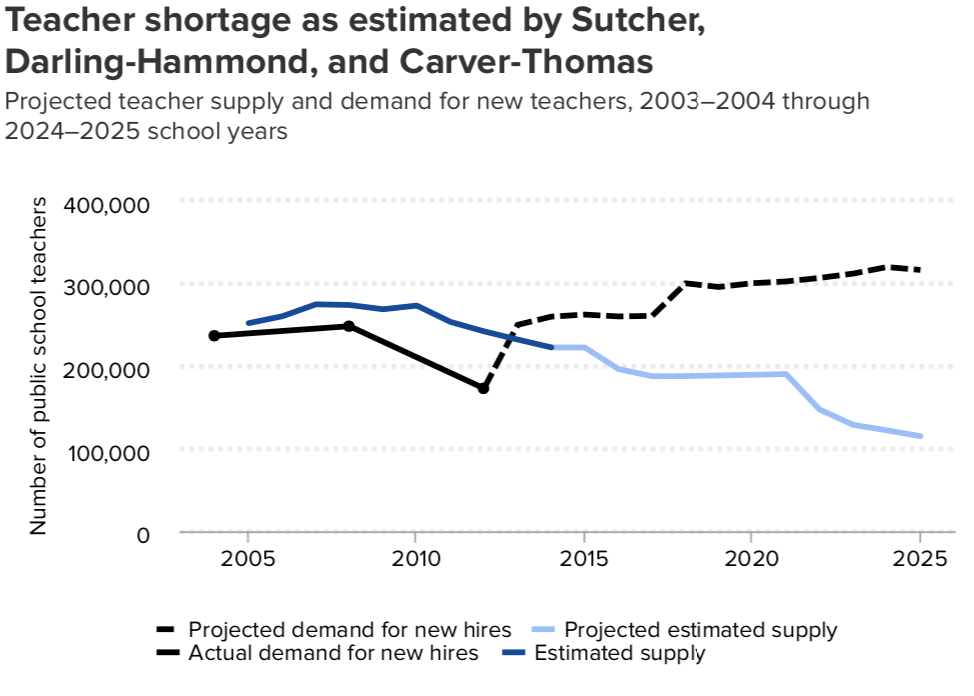 Teacher shortage as estimated by Sutcher,
Darling-Hammond, and Carver-Thomas
Projected teacher supply and demand for new teachers, 2003–2004 through
2024–2025 school years
Number of public school teachers
400,000
300,000
200,000
100,000
0
2005 2010 2015 2020 2025
Projected demand for new hires Projected estimated supply
Actual demand for new hires Estimated supply